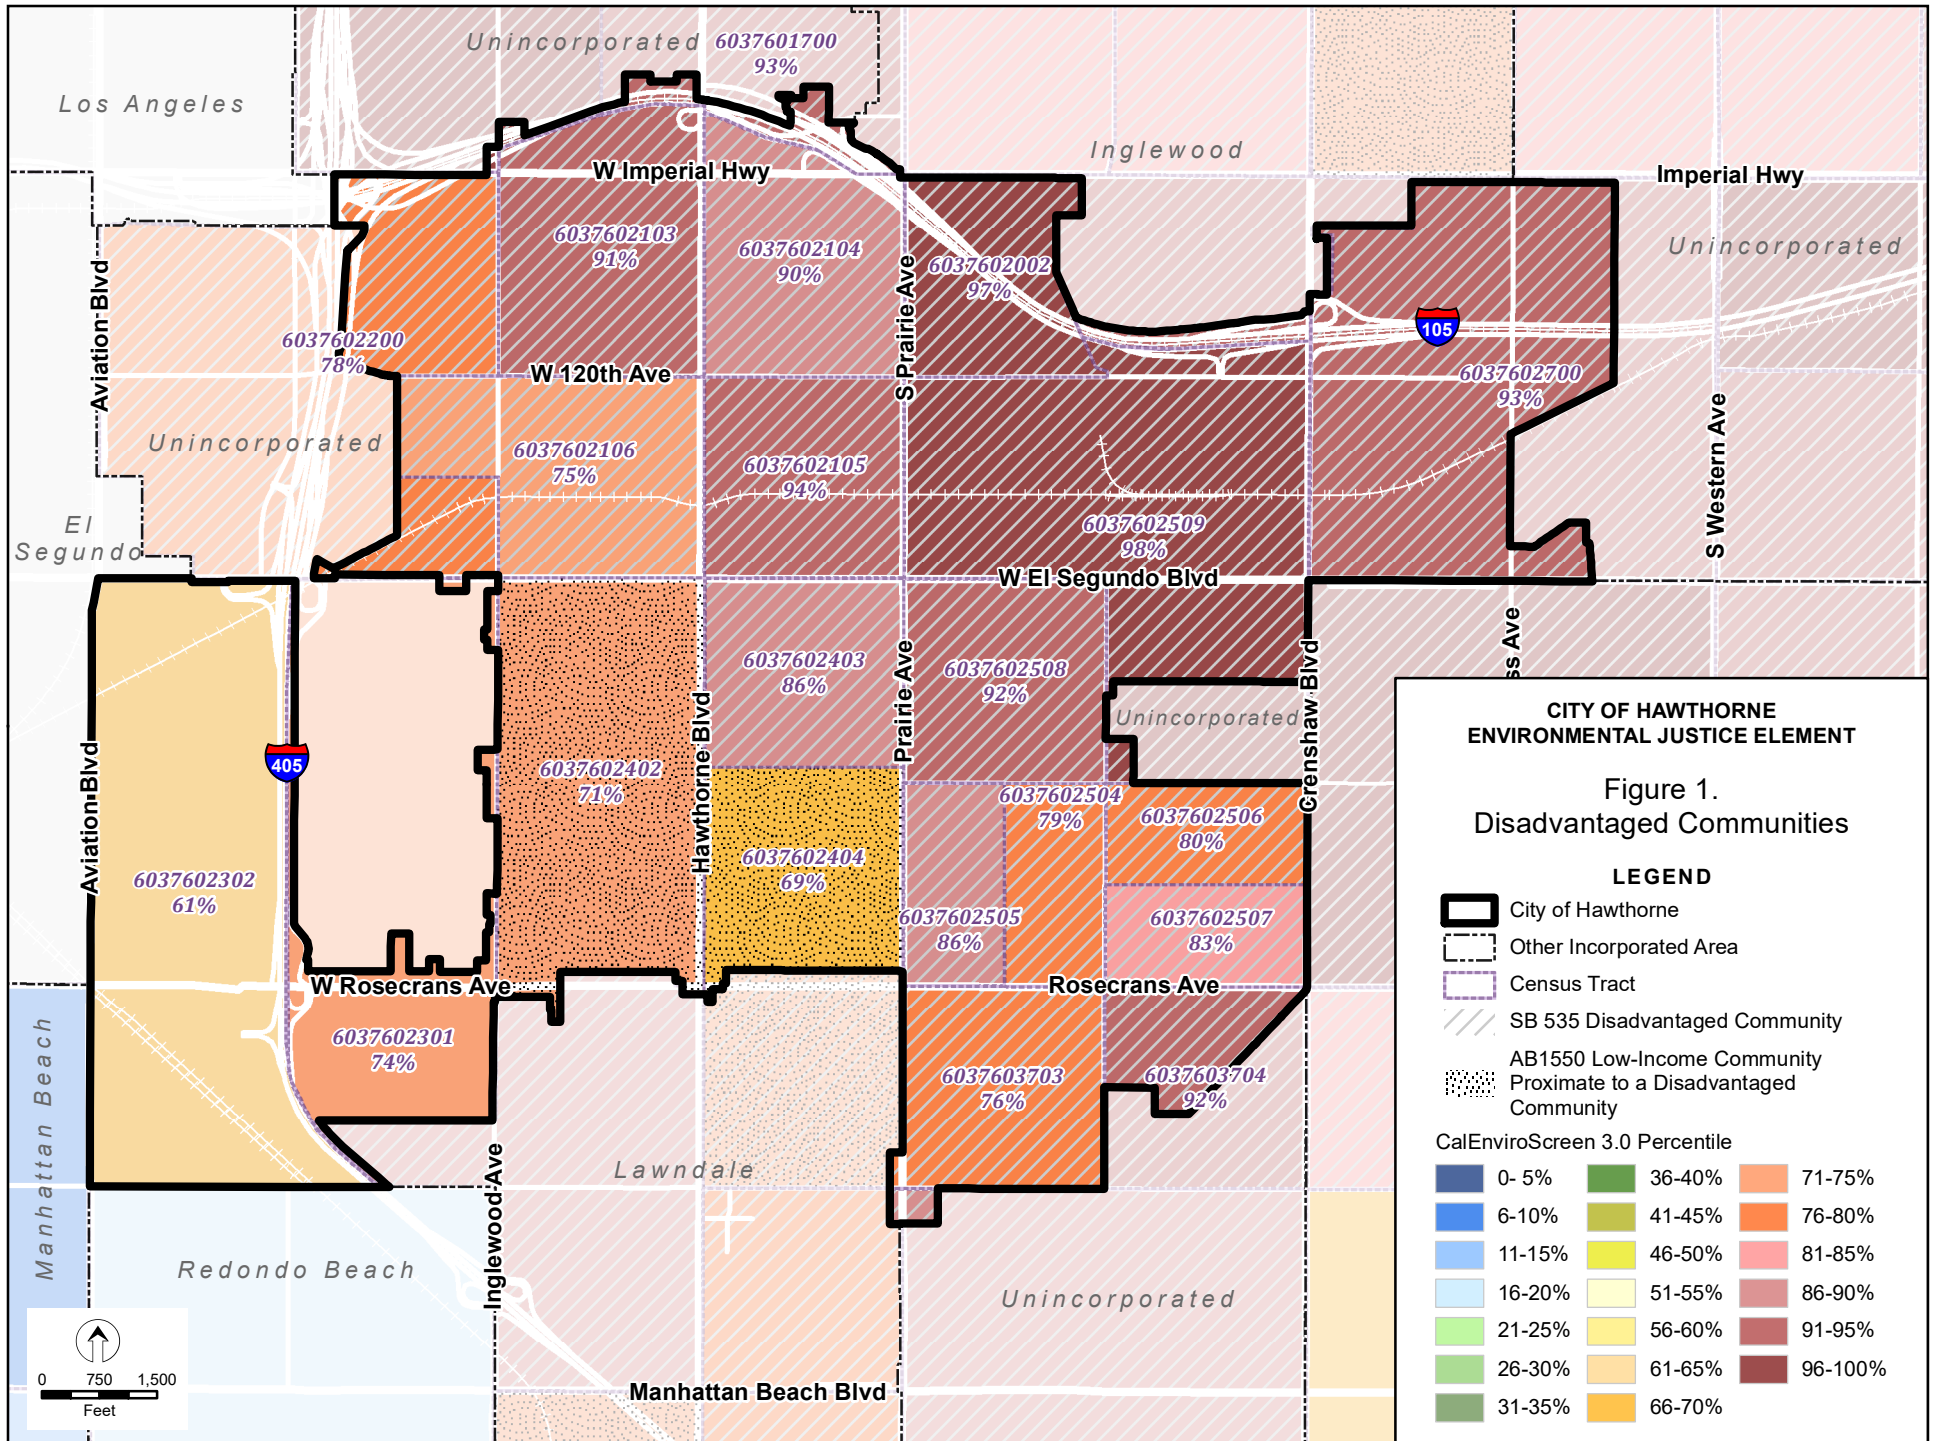 Unincorporated
6037601700
93%
Los Angeles
Inglewood
W Imperial Hwy
Imperial Hwy
6037602103
91%
6037602104
90%
6037602002
97%
Unincorporated
Aviation Blvd
S Prairie Ave
6037602200
78%
105
W 120th Ave
6037602700
93%
Unincorporated
6037602106
75%
6037602105
94%
S Western Ave
El
Segundo
6037602509
98%
W El Segundo Blvd
6037602403
86%
6037602508
92%
Prairie Ave
Crenshaw Blvd
ss Ave
Unincorporated
Hawthorne Blvd
Aviation Blvd
405
6037602402
71%
6037602504
79%
6037602506
80%
6037602404
69%
6037602302
61%
6037602505
86%
6037602507
83%
W Rosecrans Ave
Rosecrans Ave
6037602301
74%
6037603703
76%
6037603704
92%
Manhattan Beach
Lawndale
Inglewood Ave
Redondo Beach
Unincorporated
Manhattan Beach Blvd
0 750 1,500
Feet
CITY OF HAWTHORNE
ENVIRONMENTAL JUSTICE ELEMENT
Figure 1.
Disadvantaged Communities
LEGEND
City of Hawthorne
Other Incorporated Area
Census Tract
SB 535 Disadvantaged Community
AB1550 Low-Income Community
Proximate to a Disadvantaged
Community
CalEnviroScreen 3.0 Percentile
0- 5%
6-10%
11-15%
16-20%
21-25%
26-30%
31-35%
36-40%
41-45%
46-50%
51-55%
56-60%
61-65%
66-70%
71-75%
76-80%
81-85%
86-90%
91-95%
96-100%